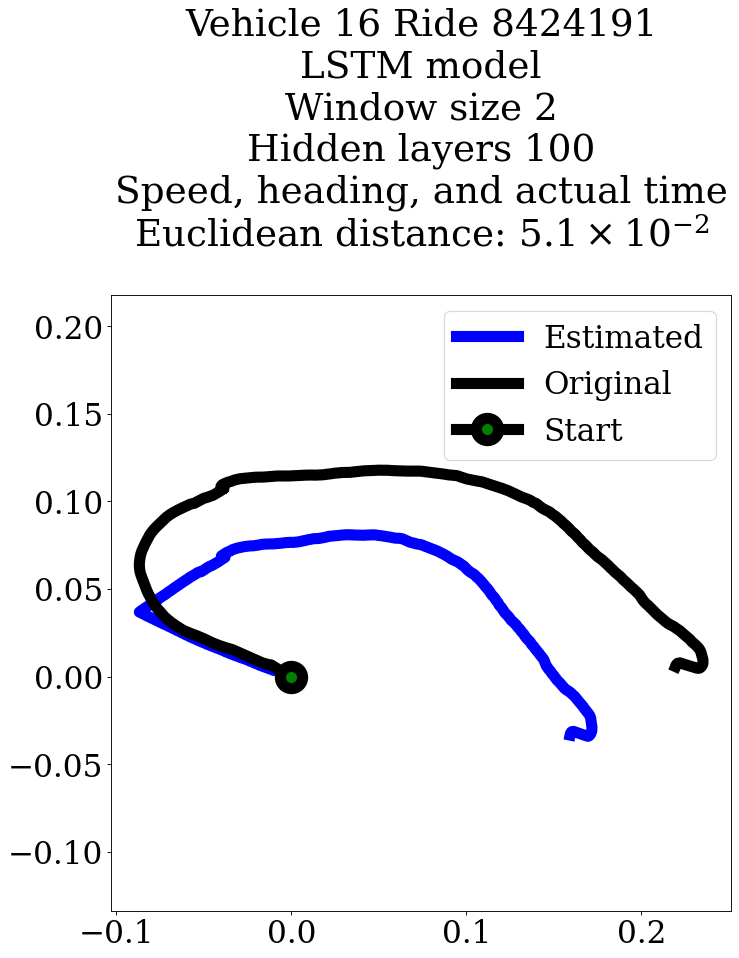 Vehicle 16 Ride 8424191
LSTM model
Window size 2
Hidden layers 100
Speed, heading, and actual time
Euclidean distance: 5.1 × 10⁻²
Estimated
Original
Start
0.20
0.15
0.10
0.05
0.00
−0.05
−0.10
−0.1 0.0 0.1 0.2